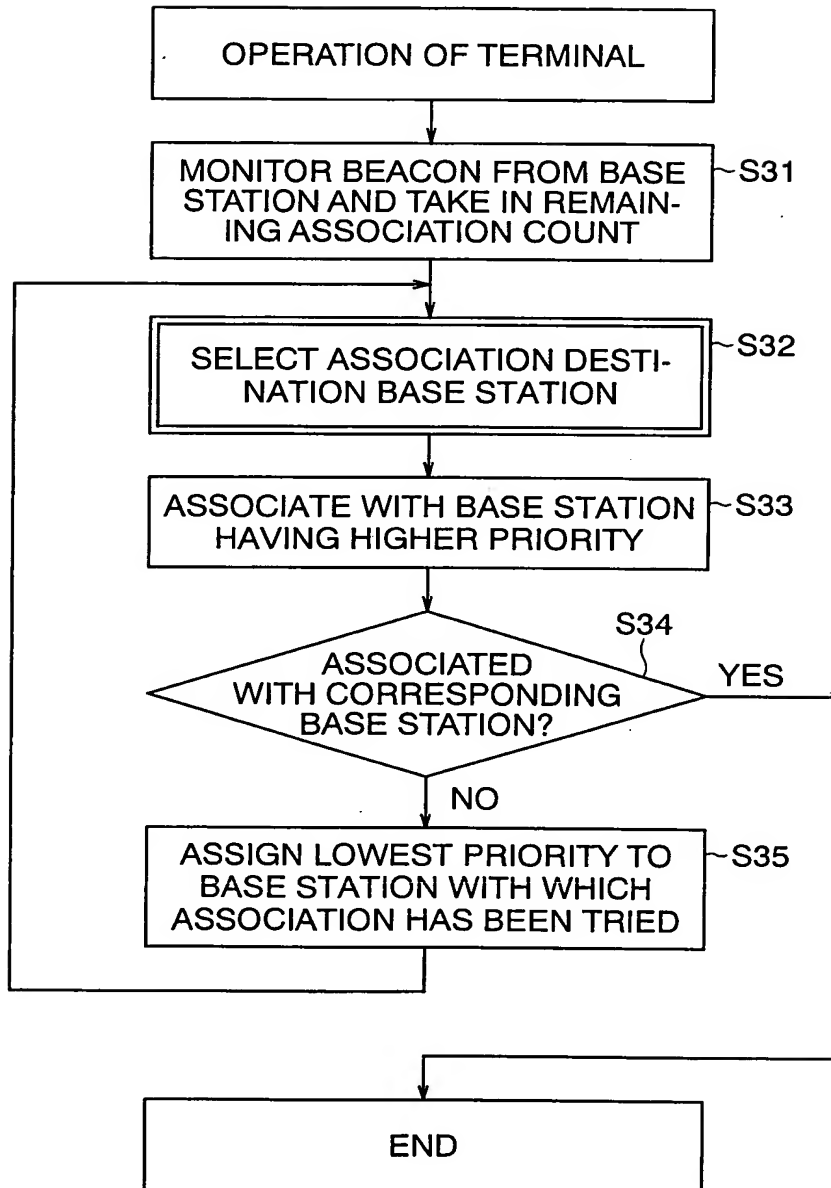 OPERATION OF TERMINAL
MONITOR BEACON FROM BASE
STATION AND TAKE IN REMAIN-
ING ASSOCIATION COUNT
S31
SELECT ASSOCIATION DESTI-
NATION BASE STATION
S32
ASSOCIATE WITH BASE STATION
HAVING HIGHER PRIORITY
S33
S34
ASSOCIATED
WITH CORRESPONDING
BASE STATION?
YES
NO
ASSIGN LOWEST PRIORITY TO
BASE STATION WITH WHICH
ASSOCIATION HAS BEEN TRIED
S35
END